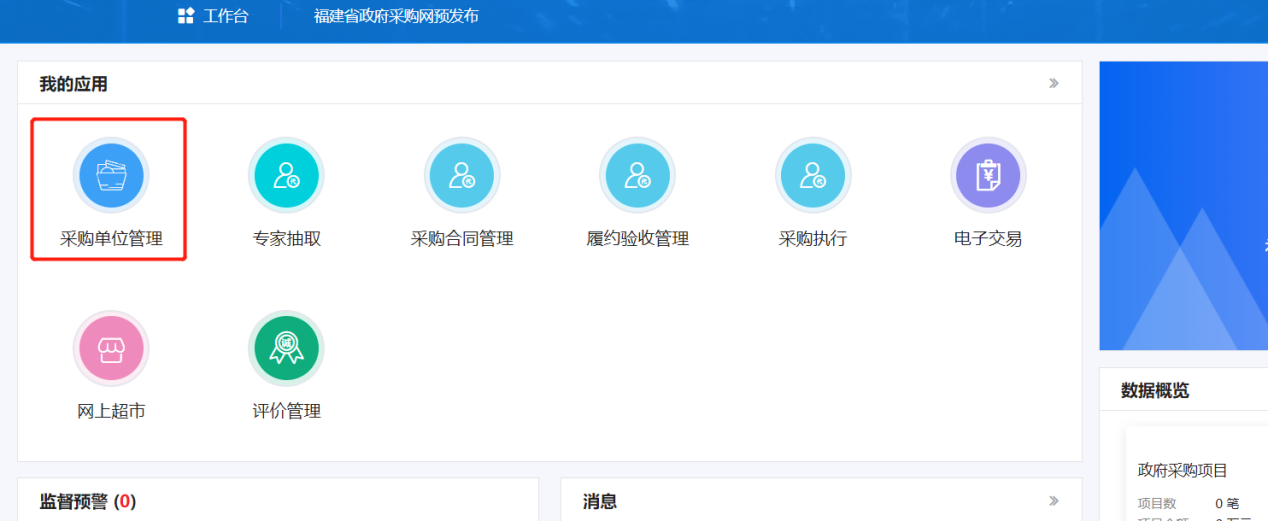 工作台 福建省政府采购网预发布
我的应用
采购单位管理 专家抽取 采购合同管理 履约验收管理 采购执行 电子交易
网上超市 评价管理
数据概览
政府采购项目
监督预警 (0) 消息
项目数 0 笔